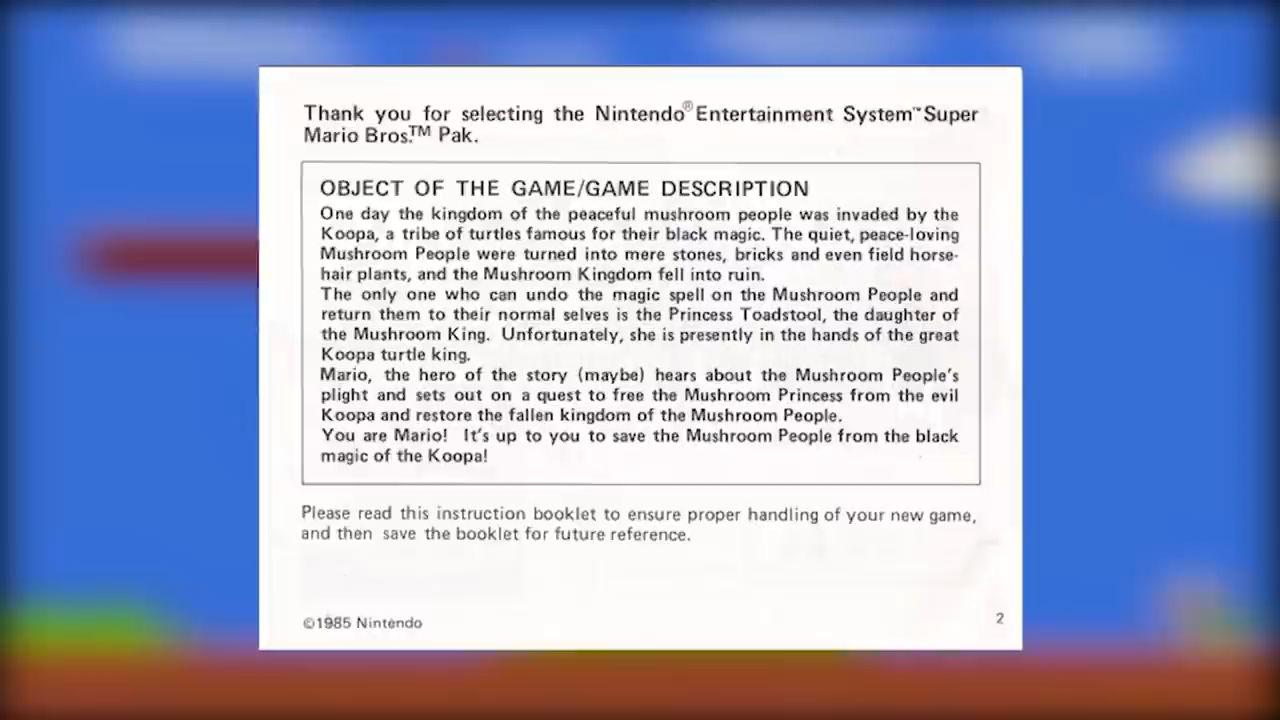 Thank you for selecting the Nintendo® Entertainment System™ Super
Mario Bros.™ Pak.
OBJECT OF THE GAME/GAME DESCRIPTION
One day the kingdom of the peaceful mushroom people was invaded by the
Koopa, a tribe of turtles famous for their black magic. The quiet, peace-loving
Mushroom People were turned into mere stones, bricks and even field horse-
hair plants, and the Mushroom Kingdom fell into ruin.
The only one who can undo the magic spell on the Mushroom People and
return them to their normal selves is the Princess Toadstool, the daughter of
the Mushroom King. Unfortunately, she is presently in the hands of the great
Koopa turtle king.
Mario, the hero of the story (maybe) hears about the Mushroom People's
plight and sets out on a quest to free the Mushroom Princess from the evil
Koopa and restore the fallen kingdom of the Mushroom People.
You are Mario! It's up to you to save the Mushroom People from the black
magic of the Koopa!
Please read this instruction booklet to ensure proper handling of your new game,
and then save the booklet for future reference.
©1985 Nintendo
2